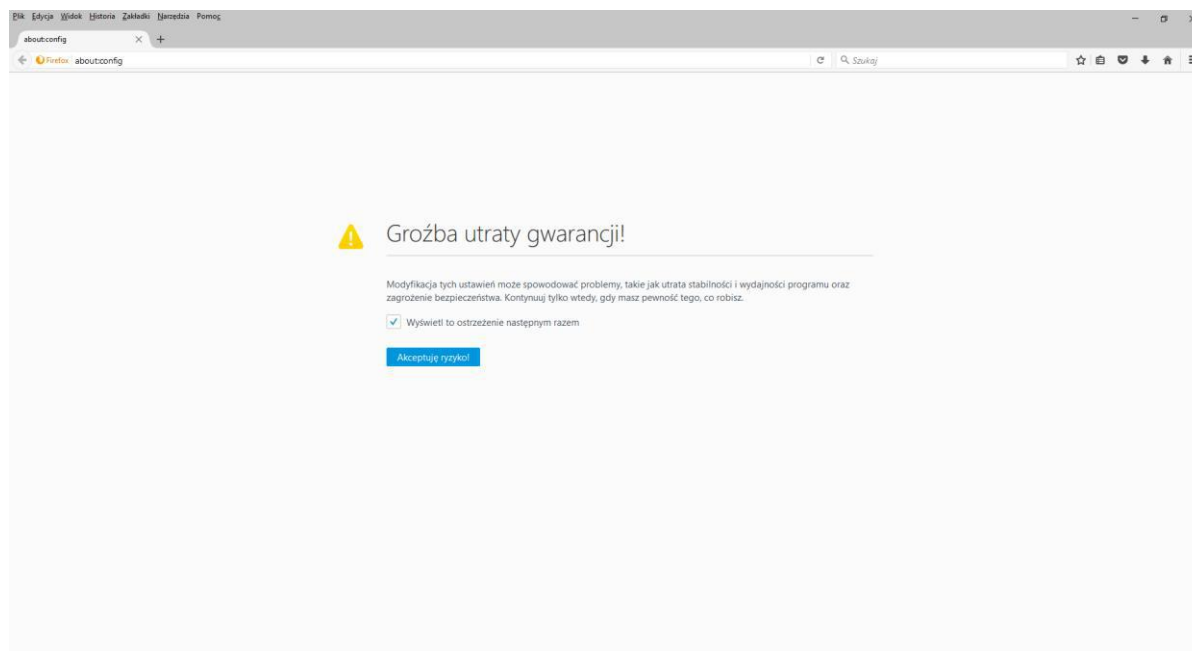 Plik Edycja Widok Historia Zakładki Narzędzia Pomoc
about:config
Firefox about:config Szukaj
Groźba utraty gwarancji!
Modyfikacja tych ustawień może spowodować problemy, takie jak utrata stabilności i wydajności programu oraz
zagrożenie bezpieczeństwa. Kontynuuj tylko wtedy, gdy masz pewność tego, co robisz.
Wyświetl to ostrzeżenie następnym razem
Akceptuję ryzyko!